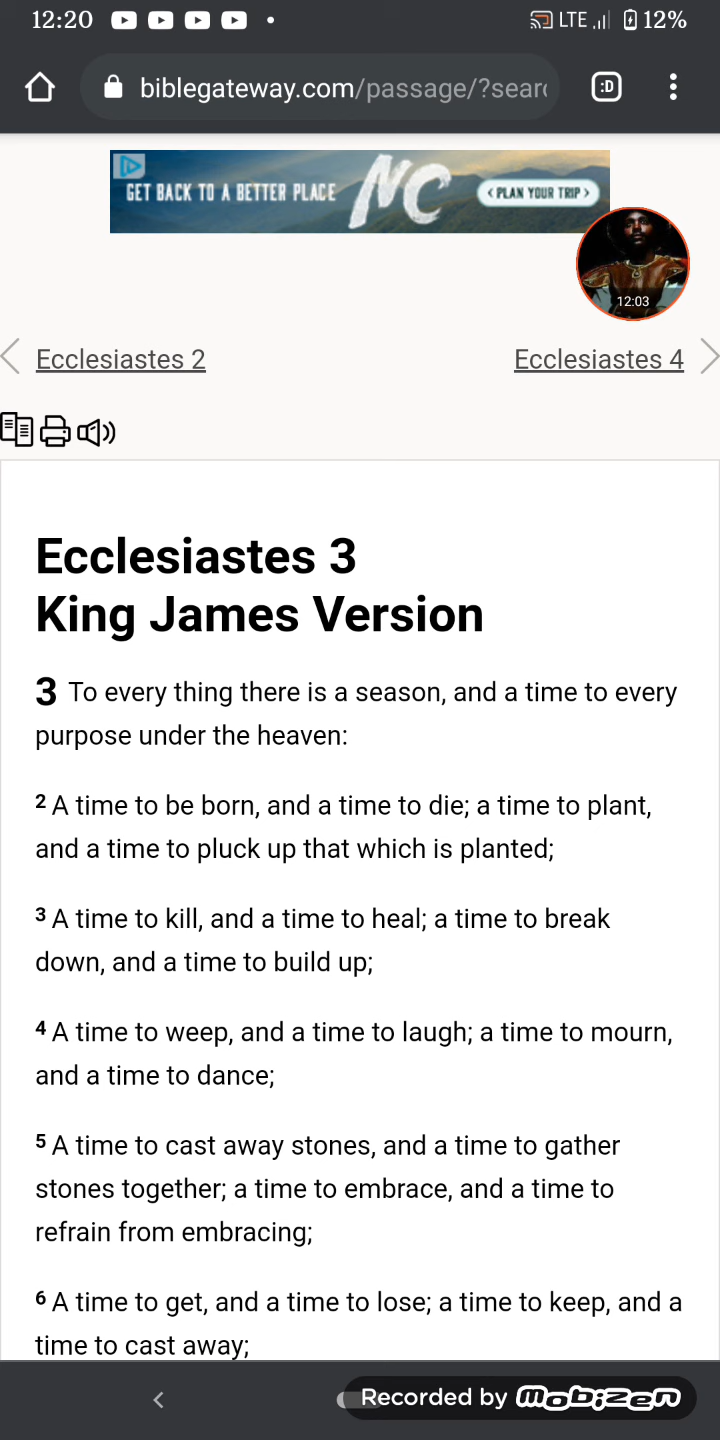 12:20 LTE 12%
biblegateway.com/passage/?sear
:D
GET BACK TO A BETTER PLACE NC < PLAN YOUR TRIP >
12:03
Ecclesiastes 2 Ecclesiastes 4
Ecclesiastes 3
King James Version
3 To every thing there is a season, and a time to every
purpose under the heaven:
2 A time to be born, and a time to die; a time to plant,
and a time to pluck up that which is planted;
3 A time to kill, and a time to heal; a time to break
down, and a time to build up;
4 A time to weep, and a time to laugh; a time to mourn,
and a time to dance;
5 A time to cast away stones, and a time to gather
stones together; a time to embrace, and a time to
refrain from embracing;
6 A time to get, and a time to lose; a time to keep, and a
time to cast away;
Recorded by Mobizen